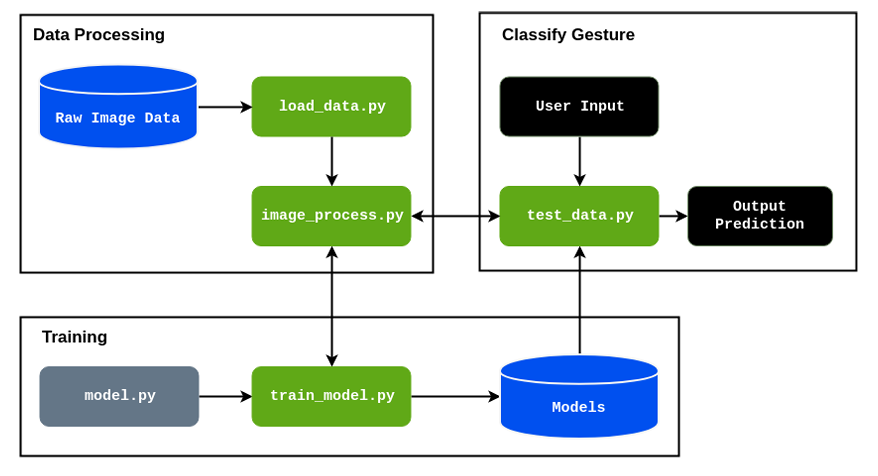 Data Processing
Raw Image Data
load_data.py
image_process.py
Classify Gesture
User Input
test_data.py
Output
Prediction
Training
model.py
train_model.py
Models